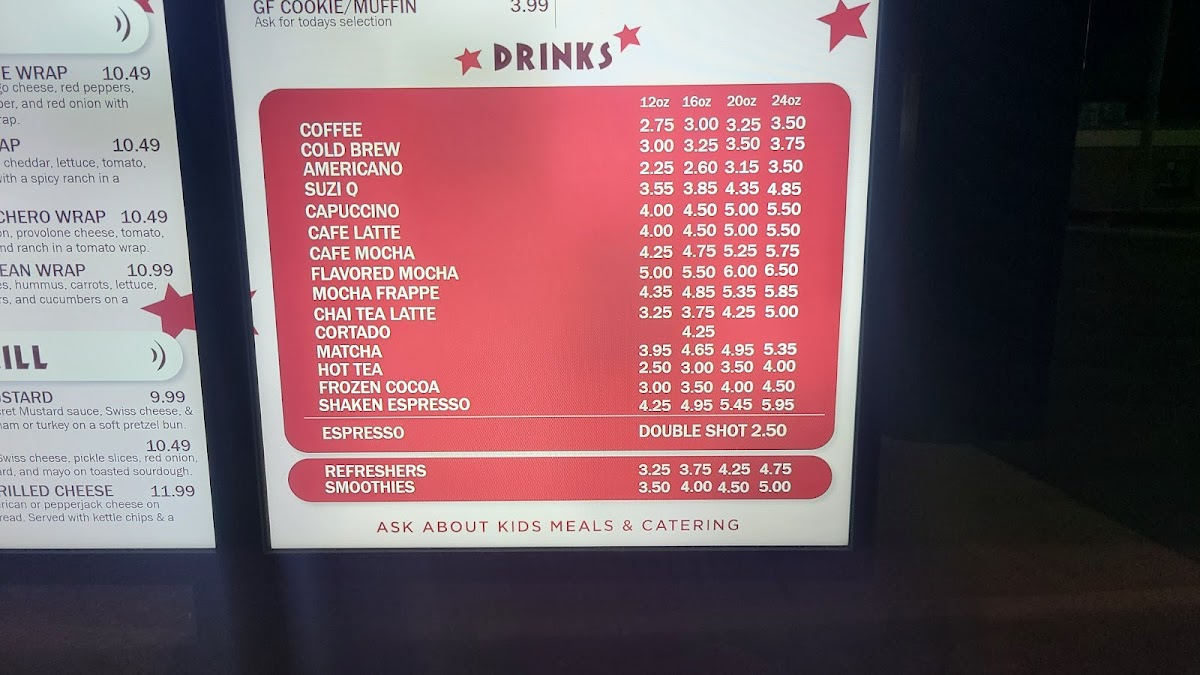 E WRAP 10.49
go cheese, red peppers,
per, and red onion with
rap.
AP 10.49
cheddar, lettuce, tomato,
with a spicy ranch in a
CHERO WRAP 10.49
on, provolone cheese, tomato,
nd ranch in a tomato wrap.
EAN WRAP 10.99
es, hummus, carrots, lettuce,
rs, and cucumbers on a
ILL
STARD 9.99
cret Mustard sauce, Swiss cheese, &
ham or turkey on a soft pretzel bun.
10.49
Swiss cheese, pickle slices, red onion,
ard, and mayo on toasted sourdough.
RILLED CHEESE 11.99
erican or pepperjack cheese on
read. Served with kettle chips & a
GF COOKIE/MUFFIN 3.99
Ask for todays selection
DRINKS
12oz 16oz 20oz 24oz
COFFEE 2.75 3.00 3.25 3.50
COLD BREW 3.00 3.25 3.50 3.75
AMERICANO 2.25 2.60 3.15 3.50
SUZI Q 3.55 3.85 4.35 4.85
CAPUCCINO 4.00 4.50 5.00 5.50
CAFE LATTE 4.00 4.50 5.00 5.50
CAFE MOCHA 4.25 4.75 5.25 5.75
FLAVORED MOCHA 5.00 5.50 6.00 6.50
MOCHA FRAPPE 4.35 4.85 5.35 5.85
CHAI TEA LATTE 3.25 3.75 4.25 5.00
CORTADO 4.25
MATCHA 3.95 4.65 4.95 5.35
HOT TEA 2.50 3.00 3.50 4.00
FROZEN COCOA 3.00 3.50 4.00 4.50
SHAKEN ESPRESSO 4.25 4.95 5.45 5.95
ESPRESSO DOUBLE SHOT 2.50
REFRESHERS 3.25 3.75 4.25 4.75
SMOOTHIES 3.50 4.00 4.50 5.00
ASK ABOUT KIDS MEALS & CATERING